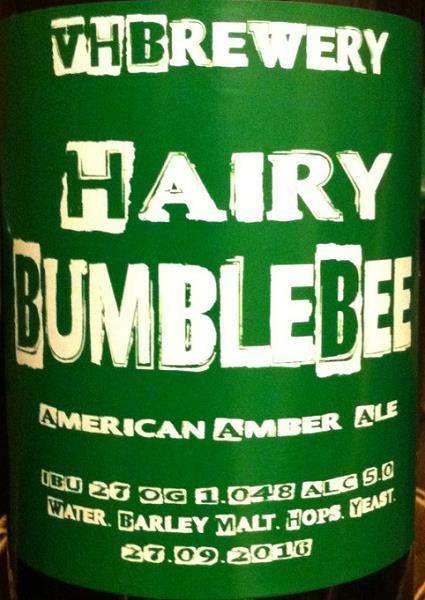 VHBREWERY
HAIRY
BUMBLEBEE
AMERICAN AMBER ALE
IBU 27 OG 1.048 ALC 5.0
WATER. BARLEY MALT. HOPS. YEAST.
27.09.2016